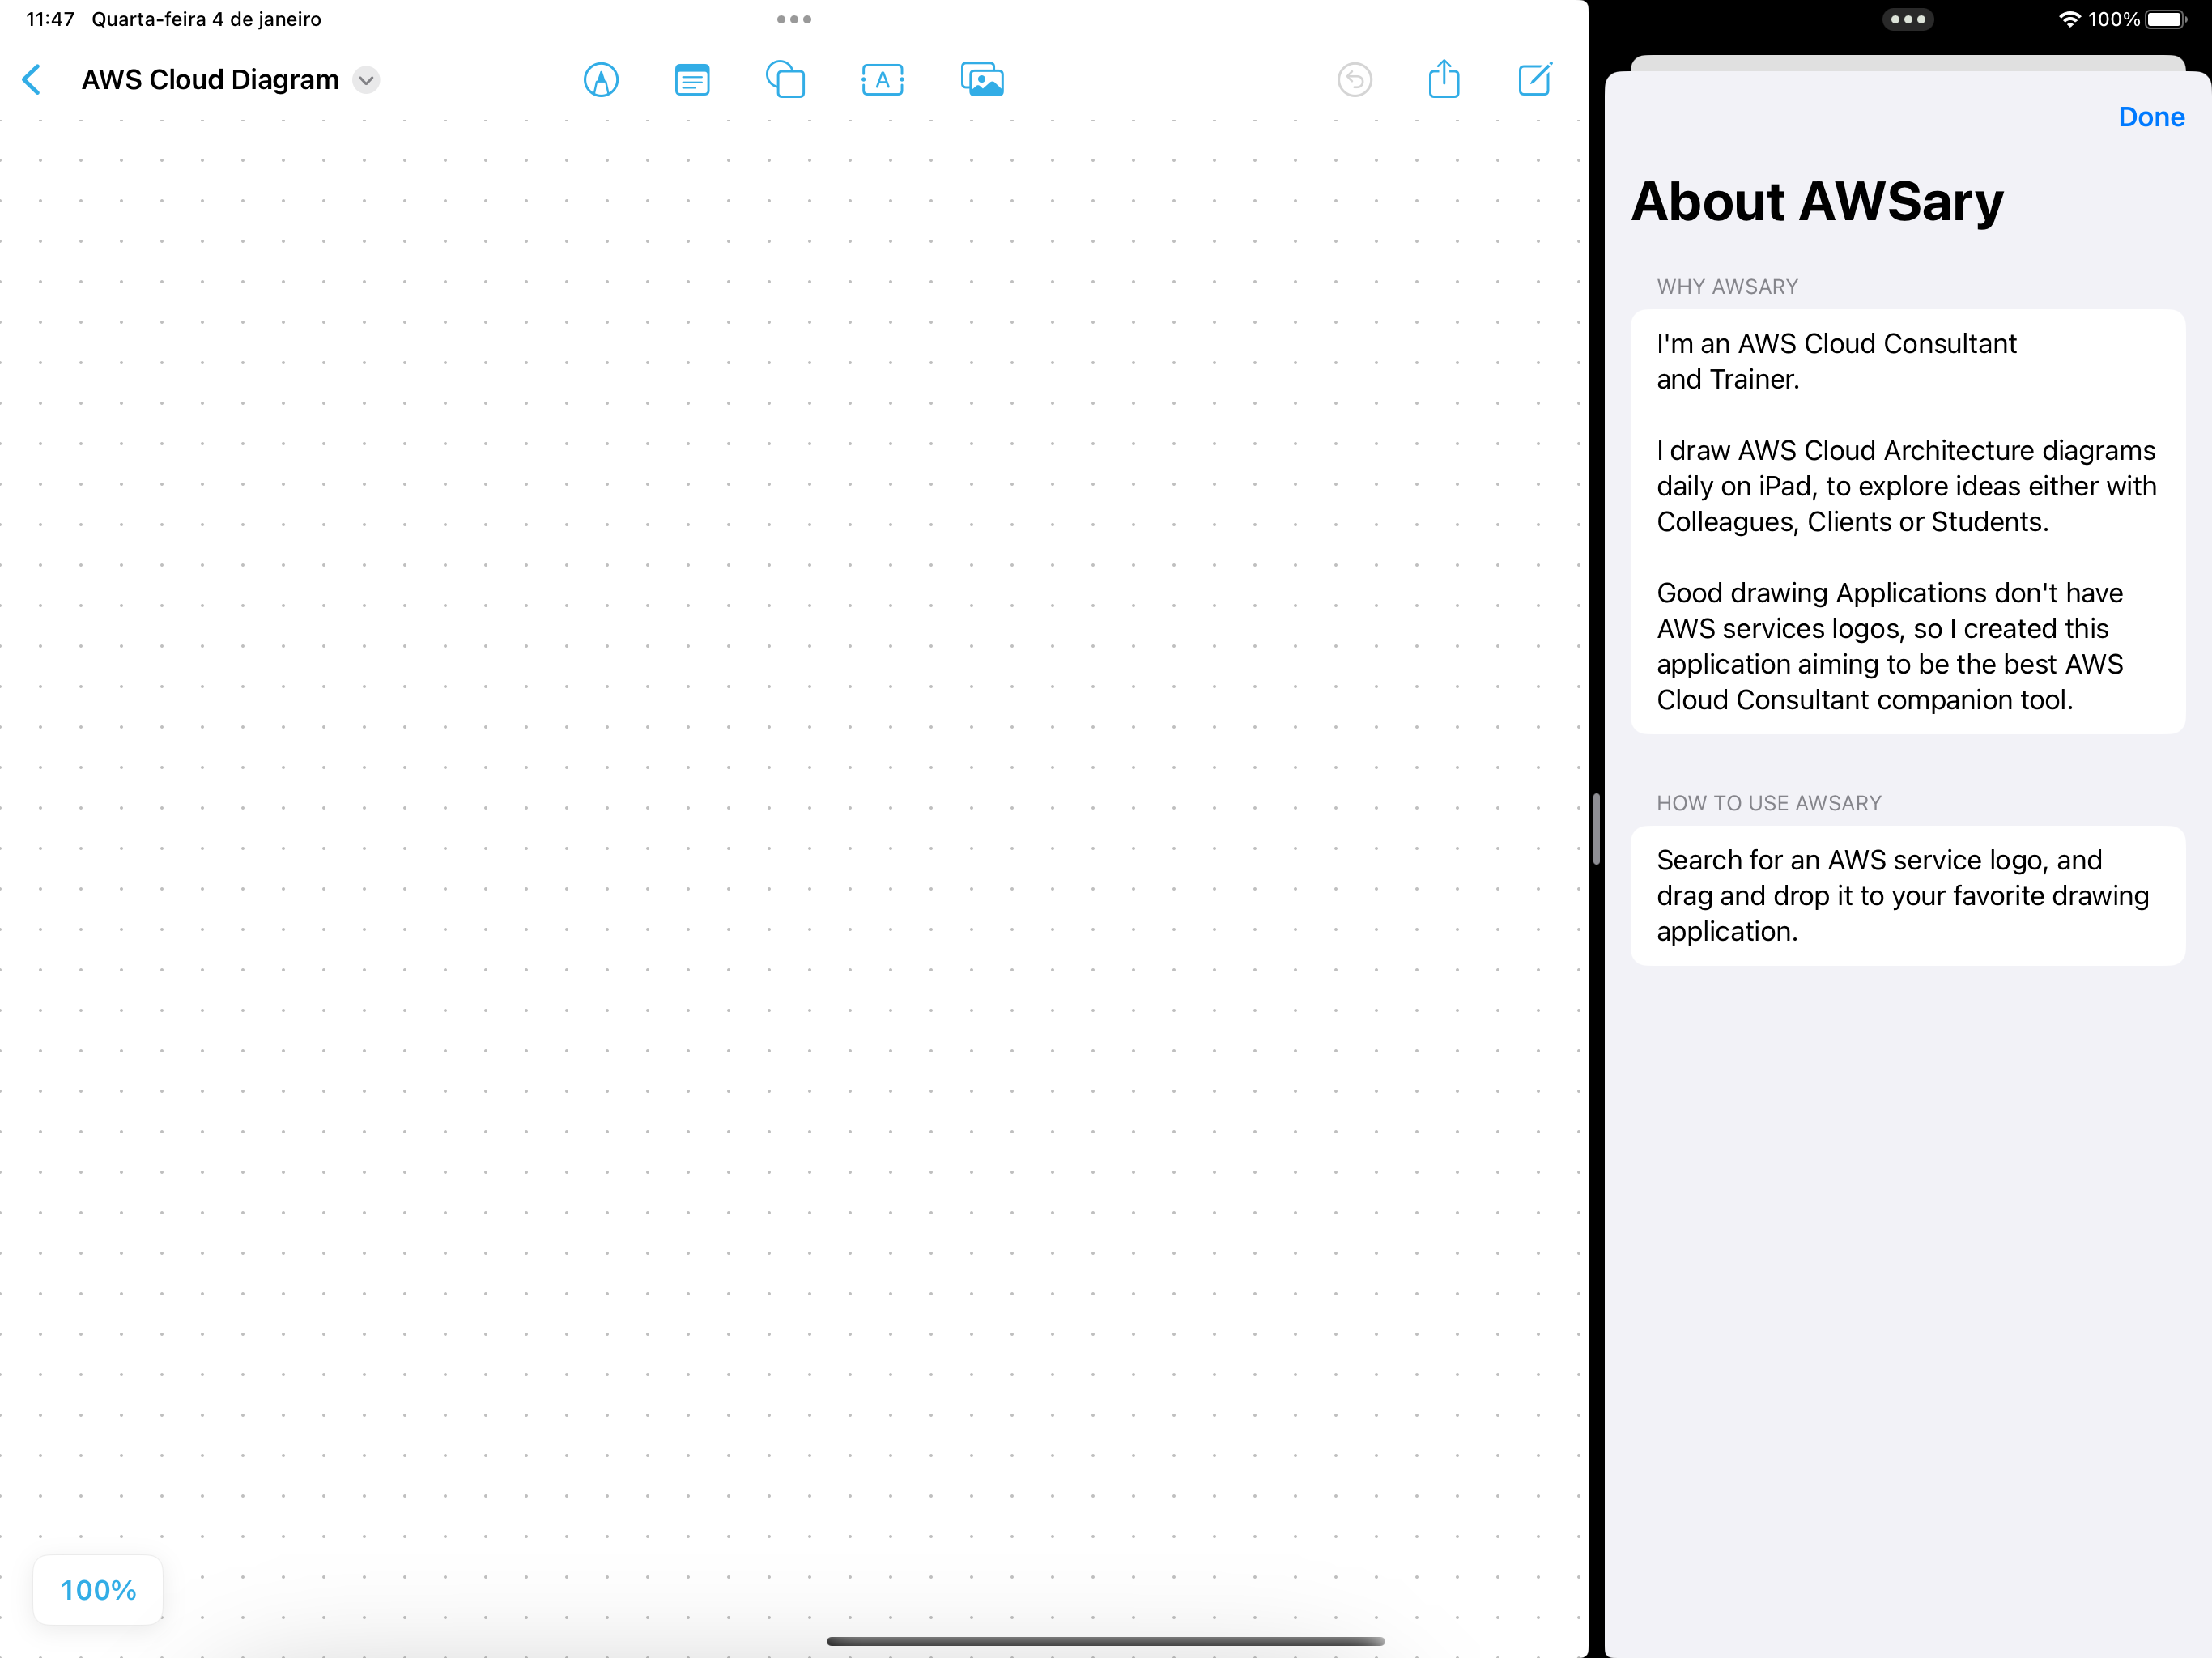 11:47 Quarta-feira 4 de janeiro
100%
AWS Cloud Diagram
A
Done
About AWSary
WHY AWSARY
I'm an AWS Cloud Consultant
and Trainer.
I draw AWS Cloud Architecture diagrams
daily on iPad, to explore ideas either with
Colleagues, Clients or Students.
Good drawing Applications don't have
AWS services logos, so I created this
application aiming to be the best AWS
Cloud Consultant companion tool.
HOW TO USE AWSARY
Search for an AWS service logo, and
drag and drop it to your favorite drawing
application.
100%